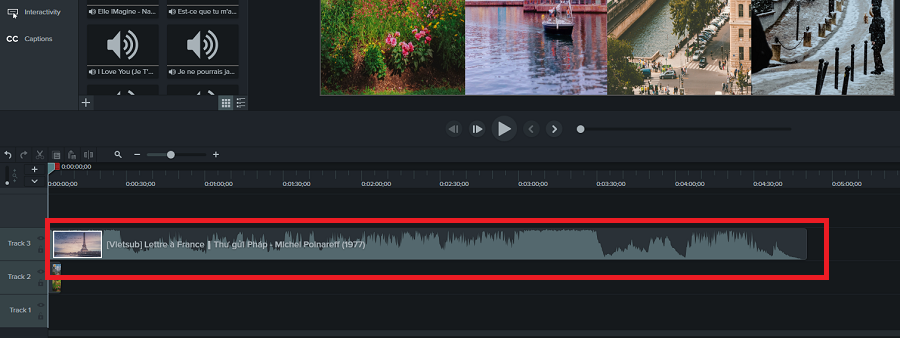 Interactivity
CC Captions
Elle IMagine - Na...
Est-ce que tu m'a...
I Love You (Je T'...
Je ne pourrais ja...
0:00:00;00
0:00:00;00 0:00:30;00 0:01:00;00 0:01:30;00 0:02:00;00 0:02:30;00 0:03:00;00 0:03:30;00 0:04:00;00 0:04:30;00 0:05:00;00
Track 3
[Vietsub] Lettre à France ‖ Thư gửi Pháp - Michel Polnareff (1977)
Track 2
Track 1